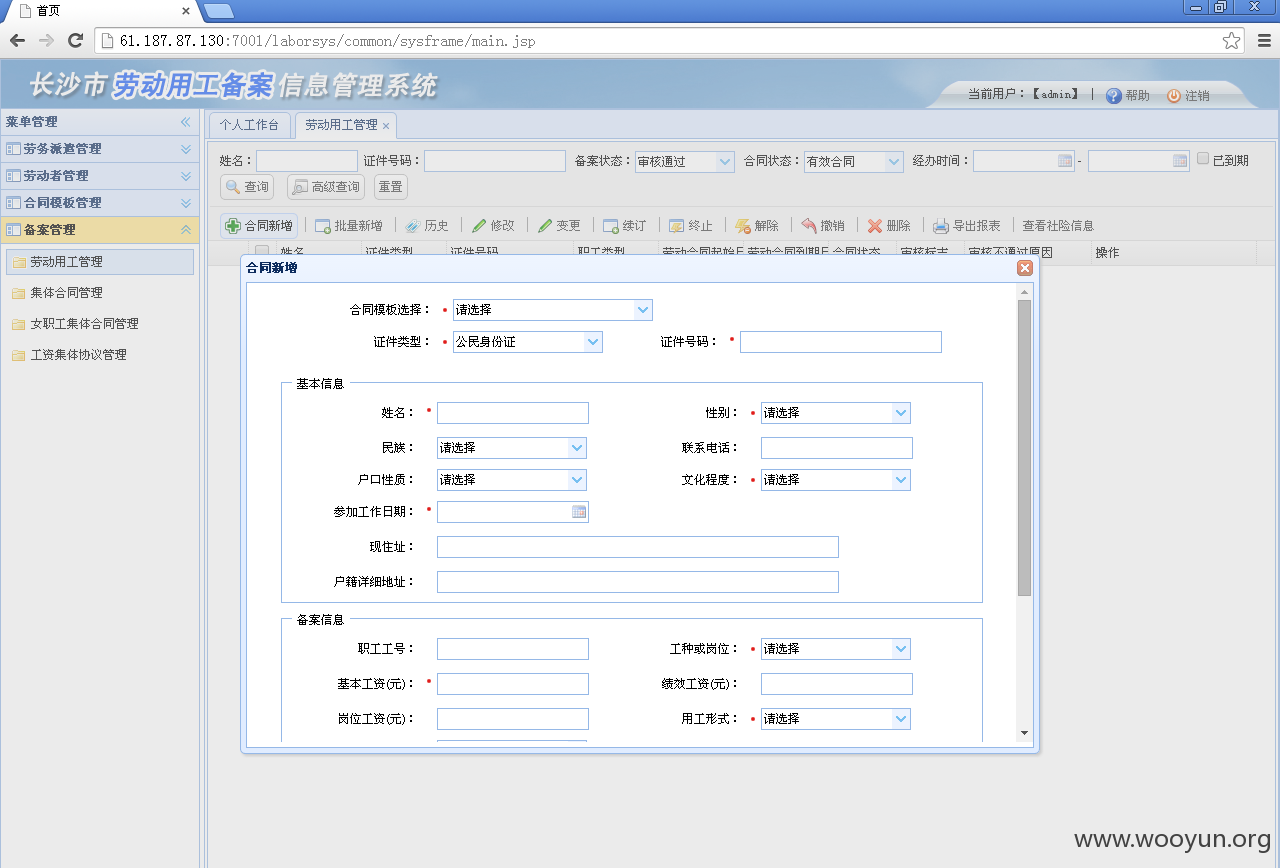 首页
61.187.87.130:7001/laborsys/common/sysframe/main.jsp
长沙市劳动用工备案信息管理系统
当前用户：【admin】 | 帮助 注销
菜单管理
劳务派遣管理
劳动者管理
合同模板管理
备案管理
劳动用工管理
集体合同管理
女职工集体合同管理
工资集体协议管理
个人工作台 劳动用工管理
姓名： 证件号码： 备案状态： 审核通过 合同状态： 有效合同 经办时间： - 已到期
查询 高级查询 重置
合同新增 批量新增 历史 修改 变更 续订 终止 解除 撤销 删除 导出报表 查看社险信息
姓名 证件类型 证件号码 职工类型 劳动合同起始日 劳动合同到期日 合同状态 审核标志 审核不通过原因 操作
合同新增
合同模板选择： • 请选择
证件类型： • 公民身份证 证件号码： •
基本信息
姓名： • 性别： • 请选择
民族： 请选择 联系电话：
户口性质： 请选择 文化程度： • 请选择
参加工作日期： •
现住址：
户籍详细地址：
备案信息
职工工号： 工种或岗位： • 请选择
基本工资(元)： • 绩效工资(元)：
岗位工资(元)： 用工形式： • 请选择
www.wooyun.org